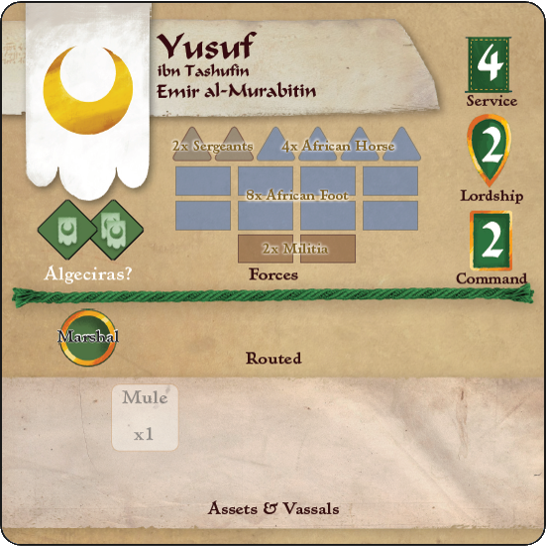 Yusuf
ibn Tashufin
Emir al-Murabitin
4
Service
2x Sergeants 4x African Horse
2
Lordship
8x African Foot
2x Militia
2
Command
Algeciras?
Forces
Marshal
Routed
Mule
x1
Assets & Vassals